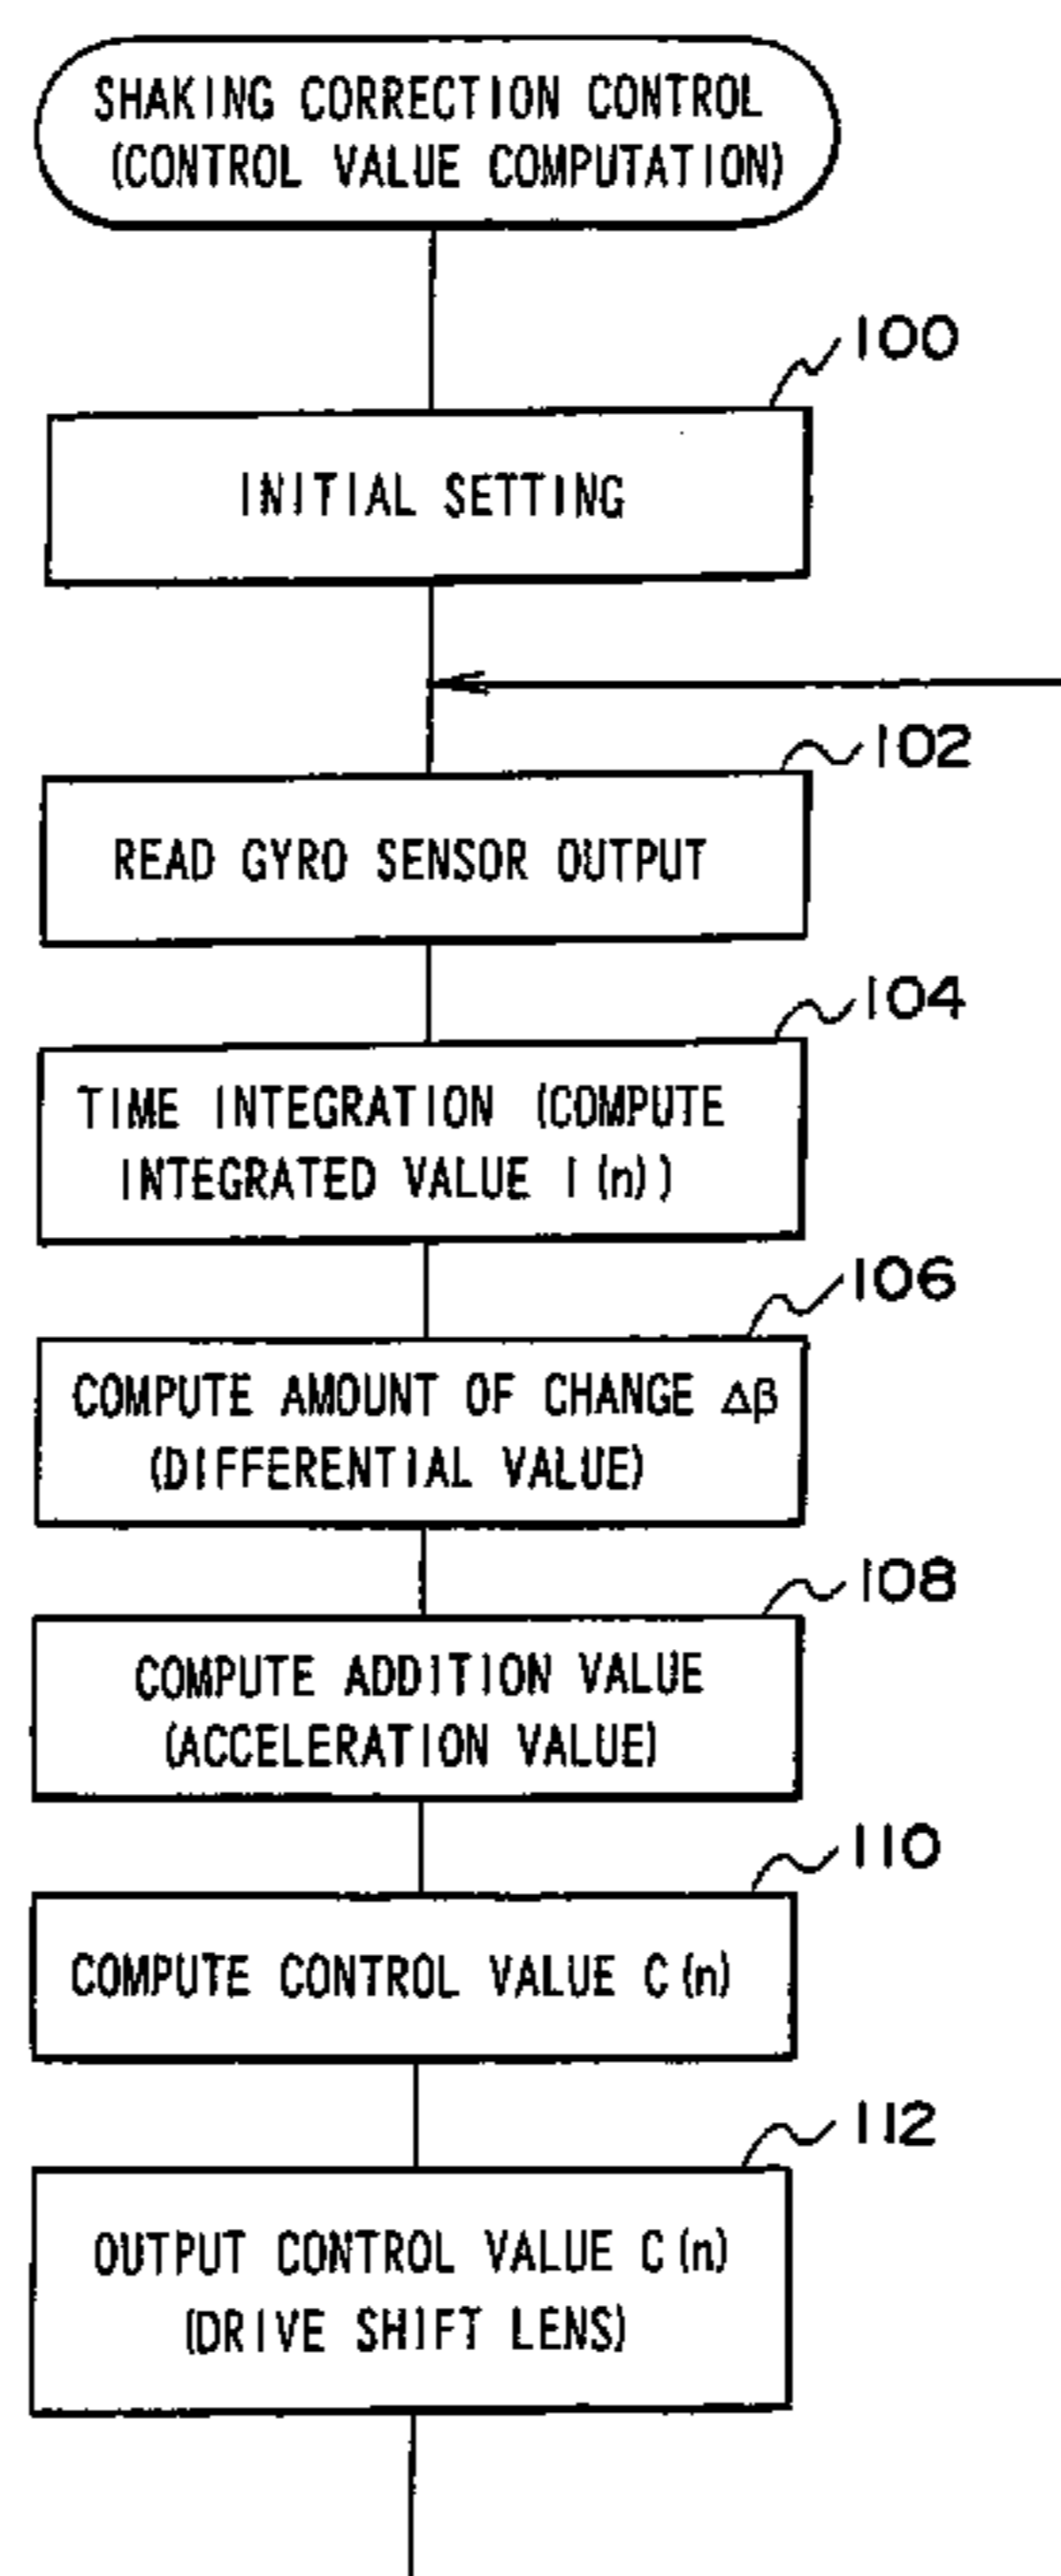 SHAKING CORRECTION CONTROL
(CONTROL VALUE COMPUTATION)
100
INITIAL SETTING
102
READ GYRO SENSOR OUTPUT
104
TIME INTEGRATION (COMPUTE
INTEGRATED VALUE I(n))
106
COMPUTE AMOUNT OF CHANGE Δβ
(DIFFERENTIAL VALUE)
108
COMPUTE ADDITION VALUE
(ACCELERATION VALUE)
110
COMPUTE CONTROL VALUE C(n)
112
OUTPUT CONTROL VALUE C(n)
(DRIVE SHIFT LENS)